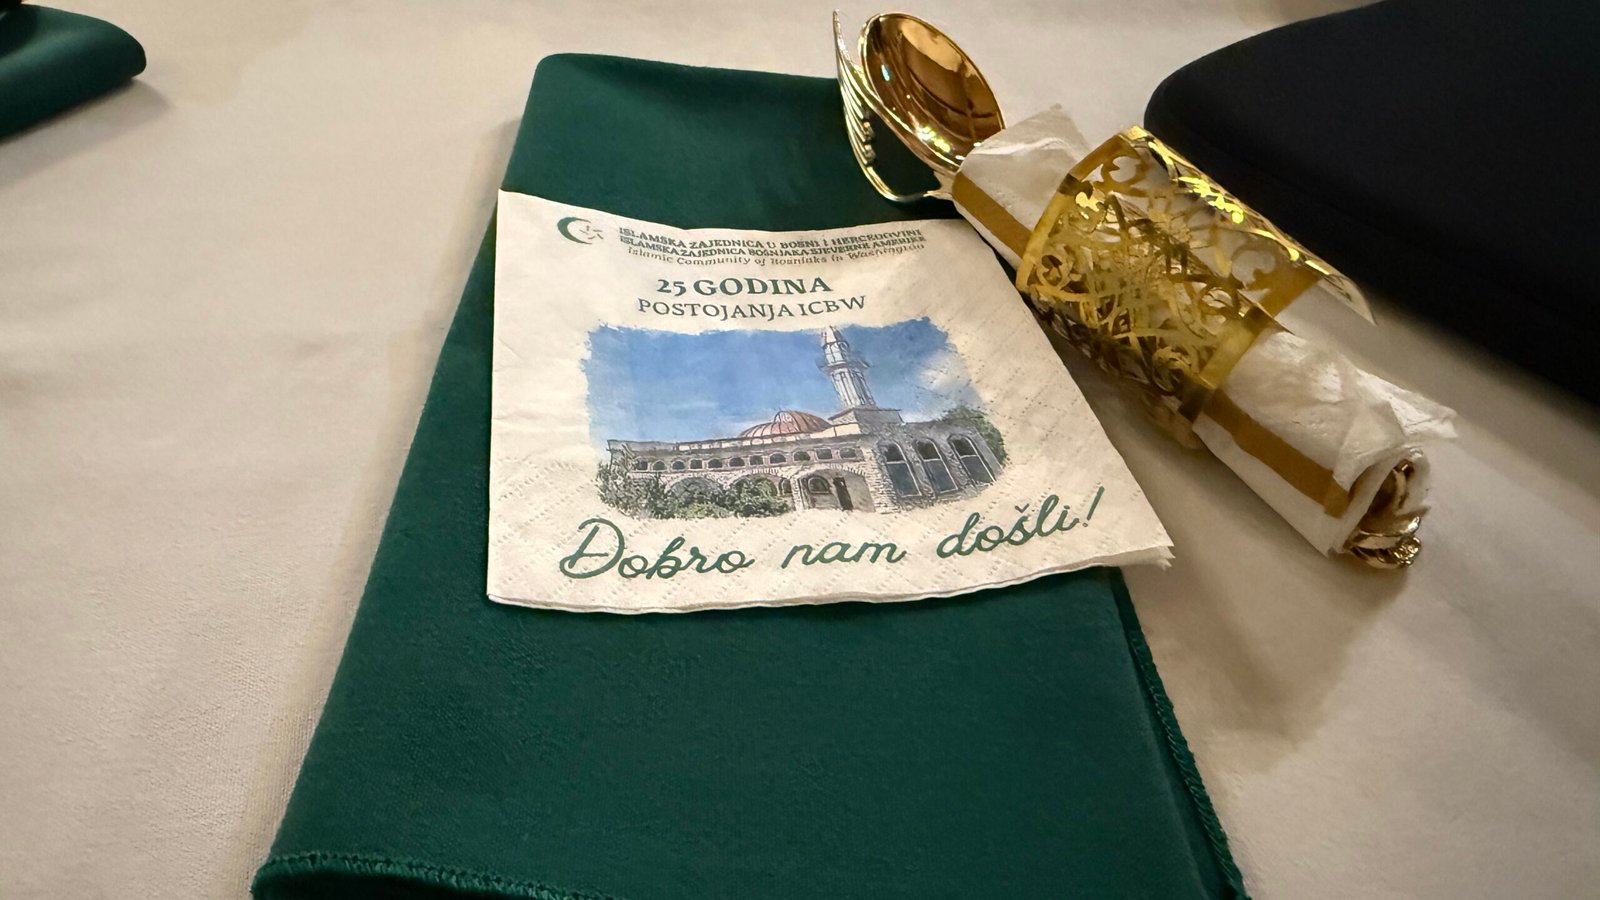 ISLAMSKA ZAJEDNICA U BOSNI I HERCEGOVINI
ISLAMSKA ZAJEDNICA BOŠNJAKA SJEVERNE AMERIKE
Islamic Community of Bosniaks in Washington
25 GODINA
POSTOJANJA ICBW
Dobro nam došli!